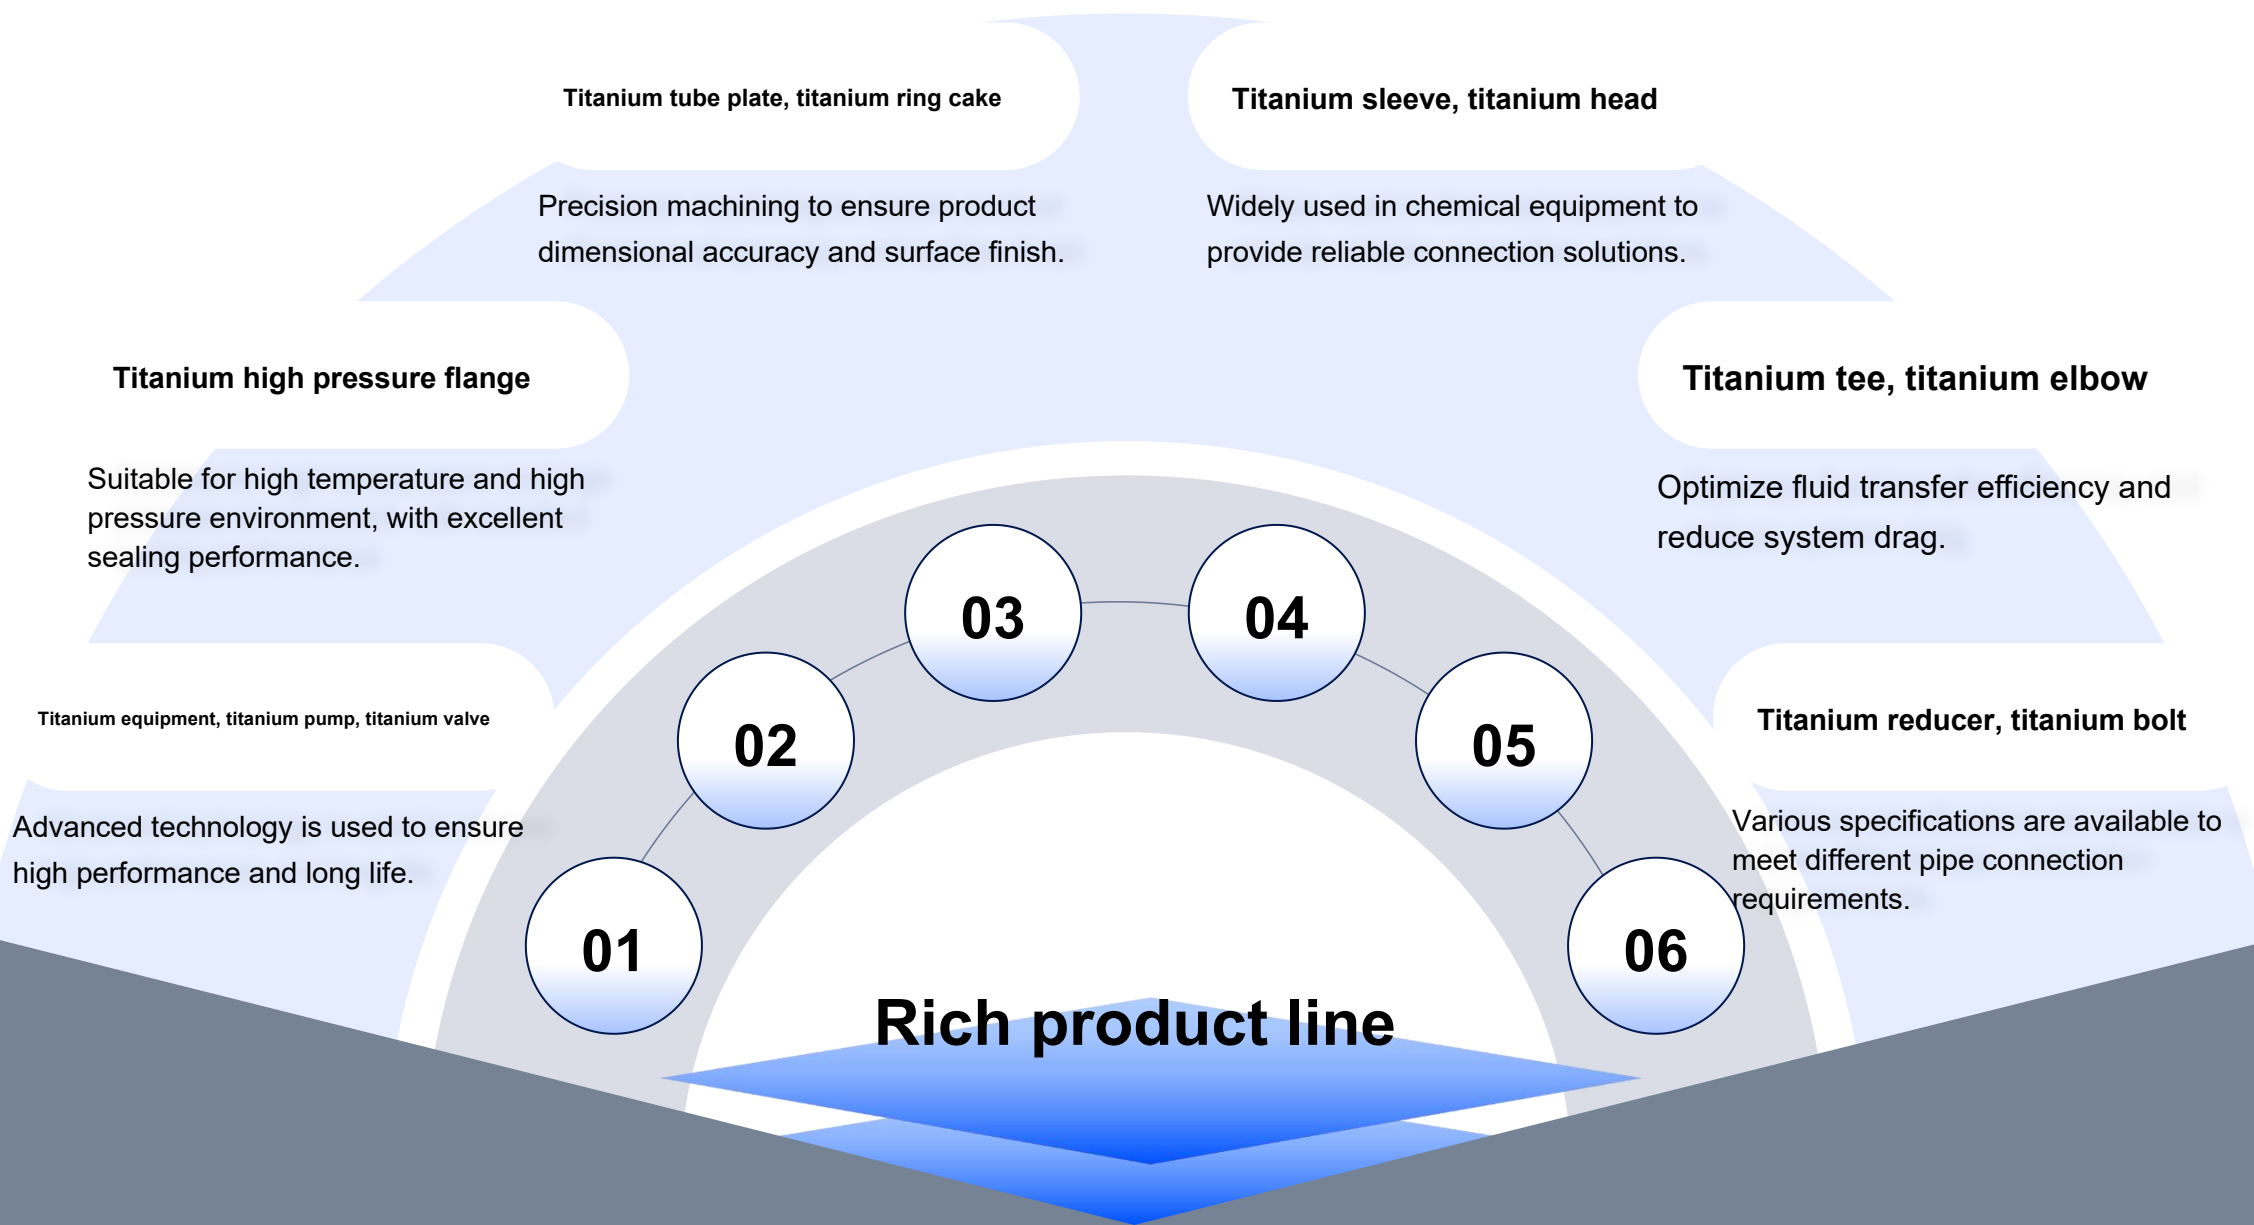 Titanium tube plate, titanium ring cake
Precision machining to ensure product
dimensional accuracy and surface finish.
Titanium sleeve, titanium head
Widely used in chemical equipment to
provide reliable connection solutions.
Titanium high pressure flange
Suitable for high temperature and high
pressure environment, with excellent
sealing performance.
Titanium tee, titanium elbow
Optimize fluid transfer efficiency and
reduce system drag.
Titanium equipment, titanium pump, titanium valve
Advanced technology is used to ensure
high performance and long life.
Titanium reducer, titanium bolt
Various specifications are available to
meet different pipe connection
requirements.
01
02
03
04
05
06
Rich product line